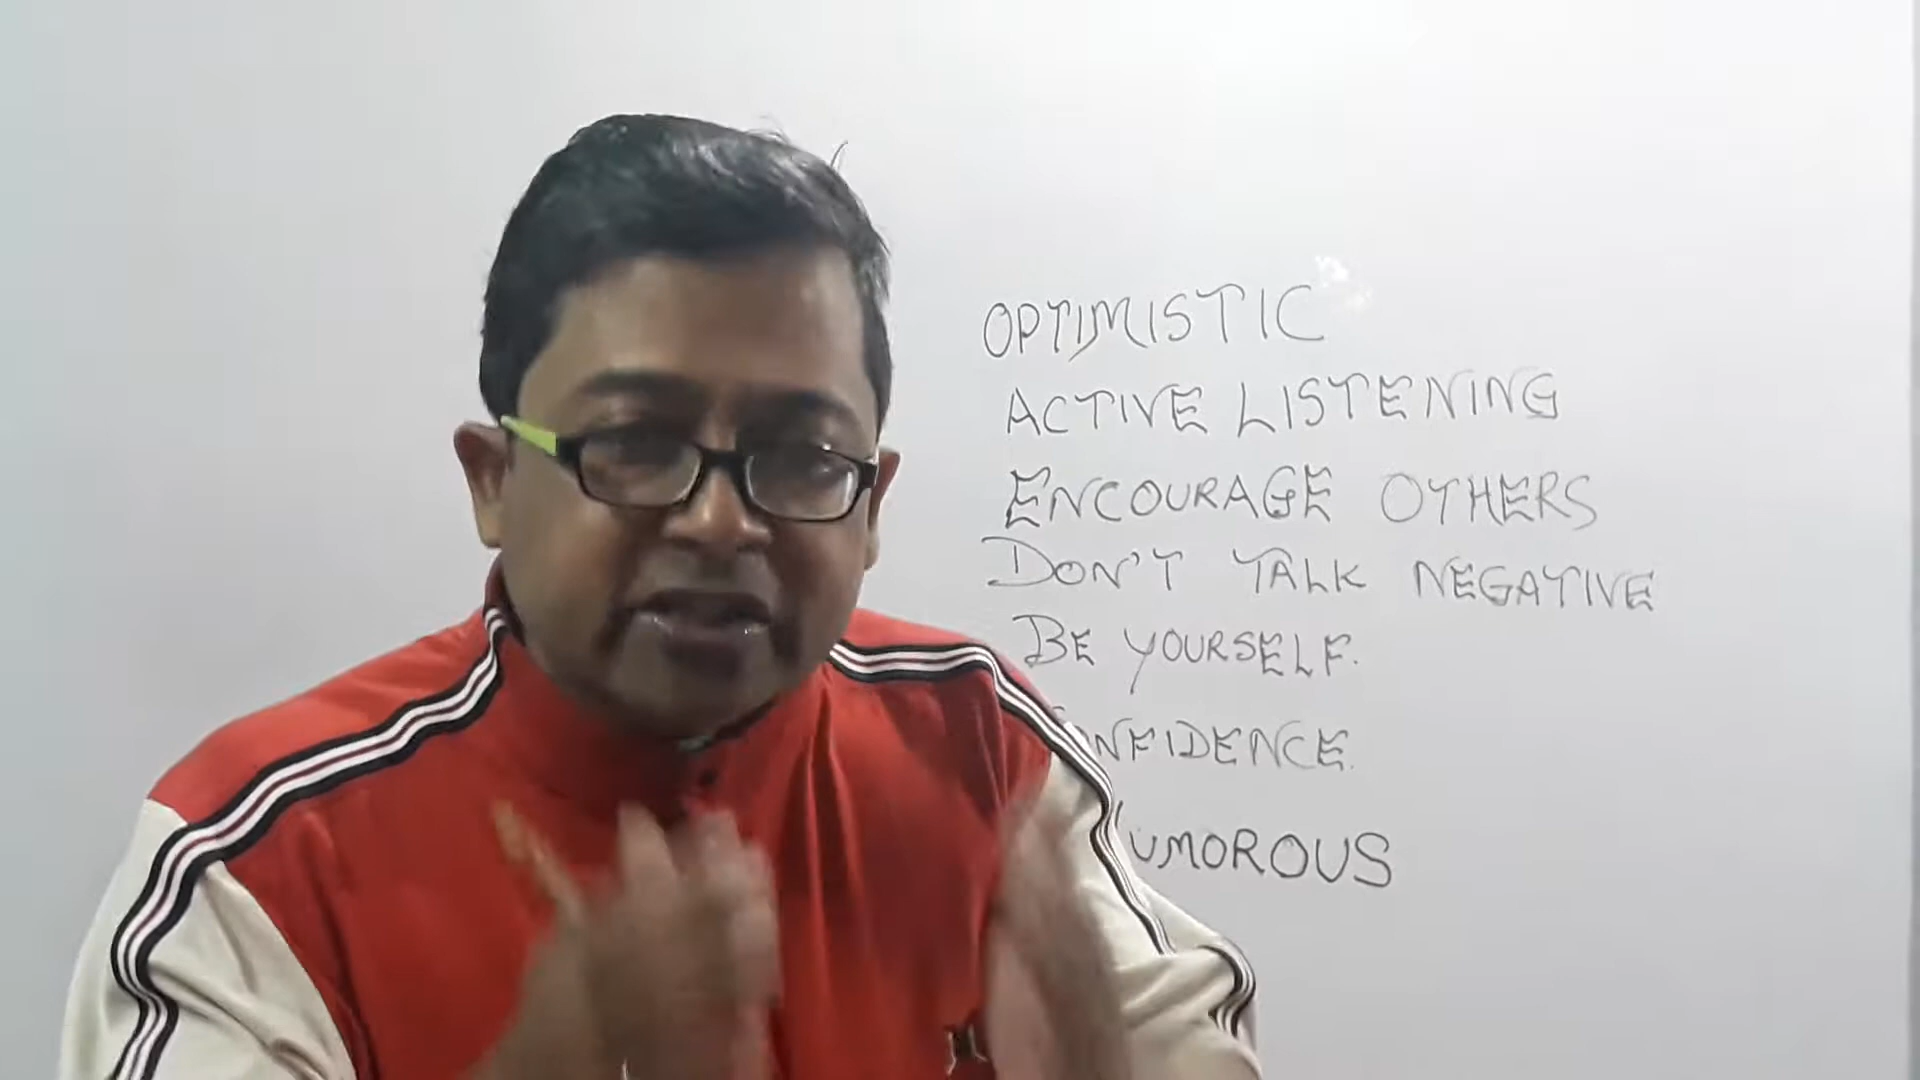 OPTIMISTIC
ACTIVE LISTENING
ENCOURAGE OTHERS
DON'T TALK NEGATIVE
BE YOURSELF.
ONFIDENCE.
UMOROUS